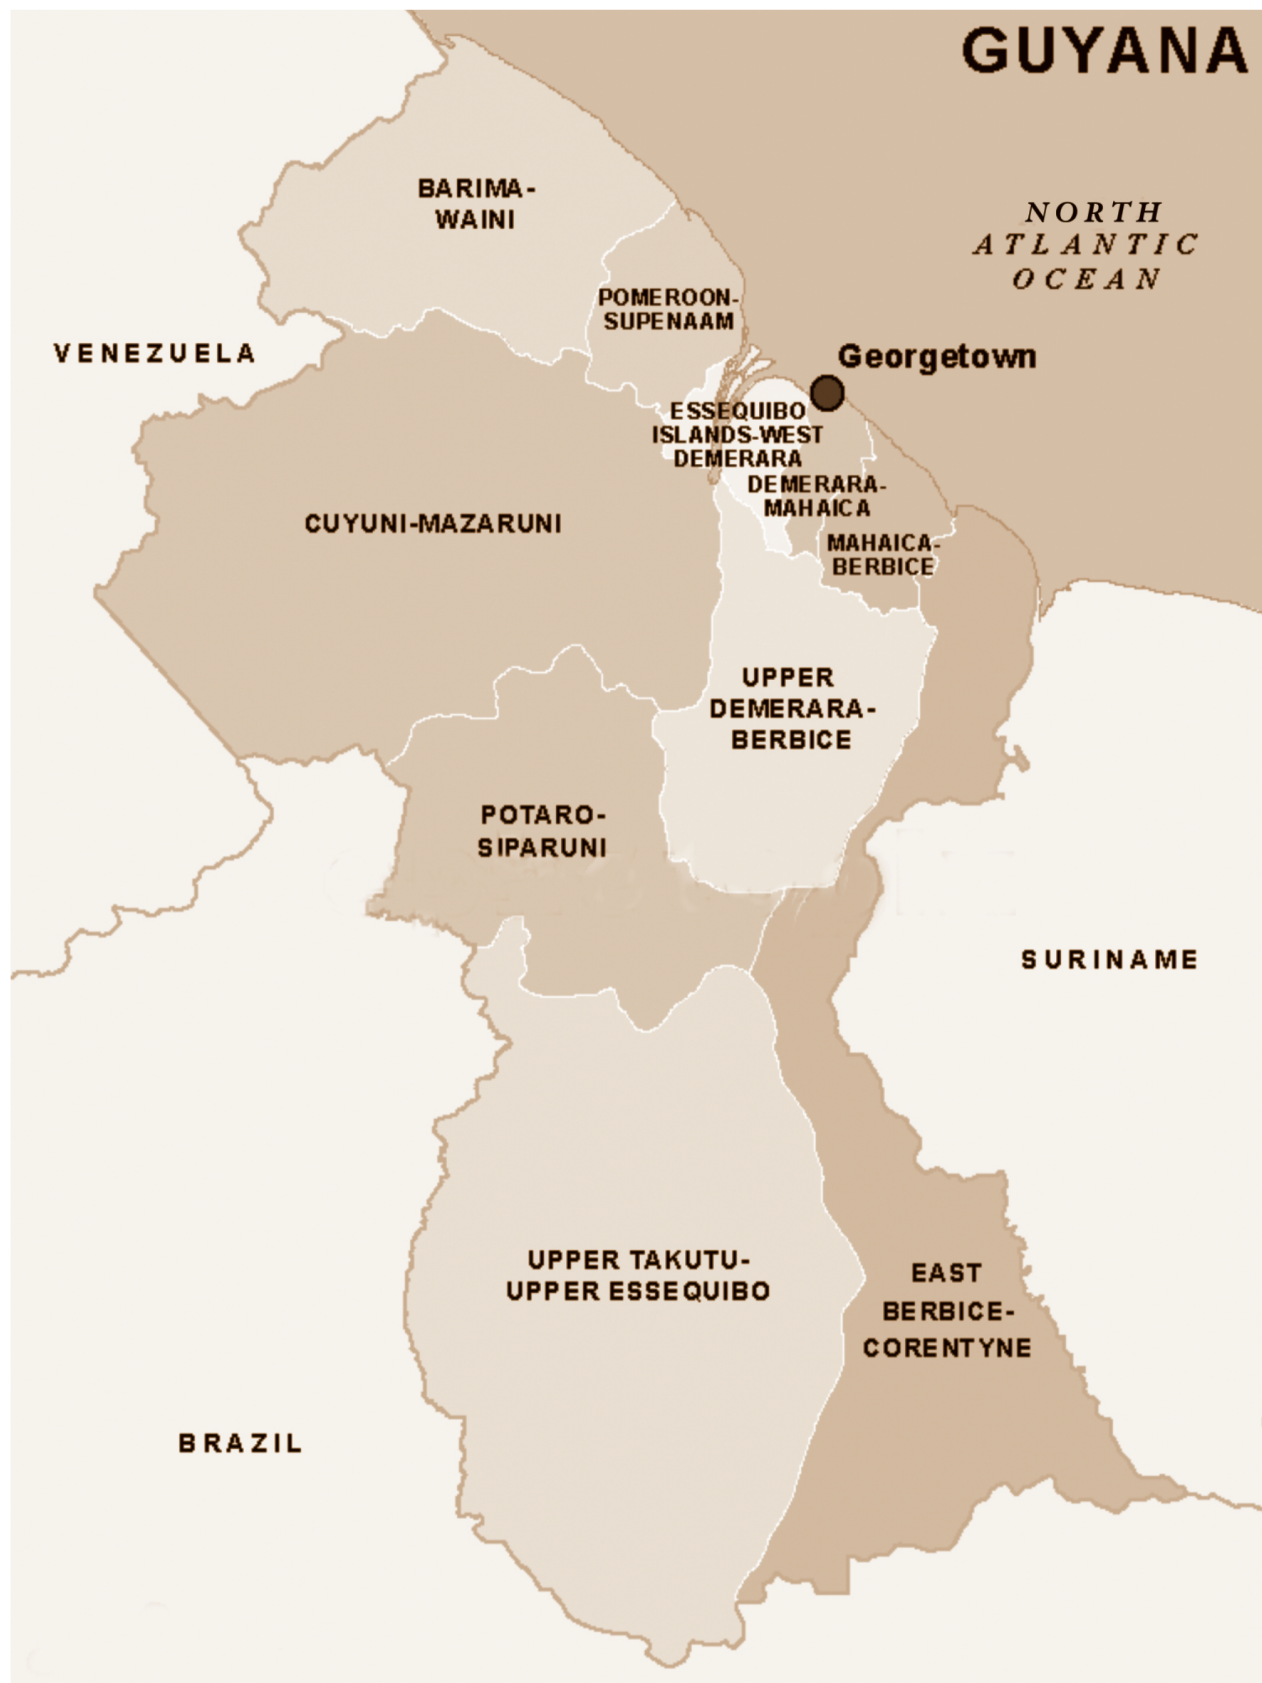 GUYANA
NORTH
ATLANTIC
OCEAN
BARIMA-
WAINI
POMEROON-
SUPENAAM
VENEZUELA
Georgetown
ESSEQUIBO
ISLANDS-WEST
DEMERARA
DEMERARA-
MAHAICA
CUYUNI-MAZARUNI
MAHAICA-
BERBICE
UPPER
DEMERARA-
BERBICE
POTARO-
SIPARUNI
SURINAME
UPPER TAKUTU-
UPPER ESSEQUIBO
EAST
BERBICE-
CORENTYNE
BRAZIL